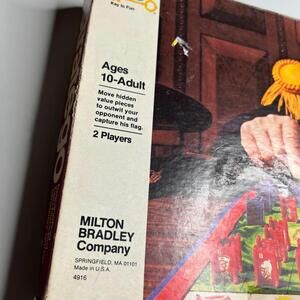 Key to Fun
Ages
10-Adult
Move hidden
value pieces
to outwit your
opponent and
capture his flag.
2 Players
MILTON
BRADLEY
Company
SPRINGFIELD, MA 01101
Made in U.S.A.
4916